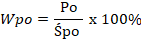 Wpo = Po / Śpo x 100%